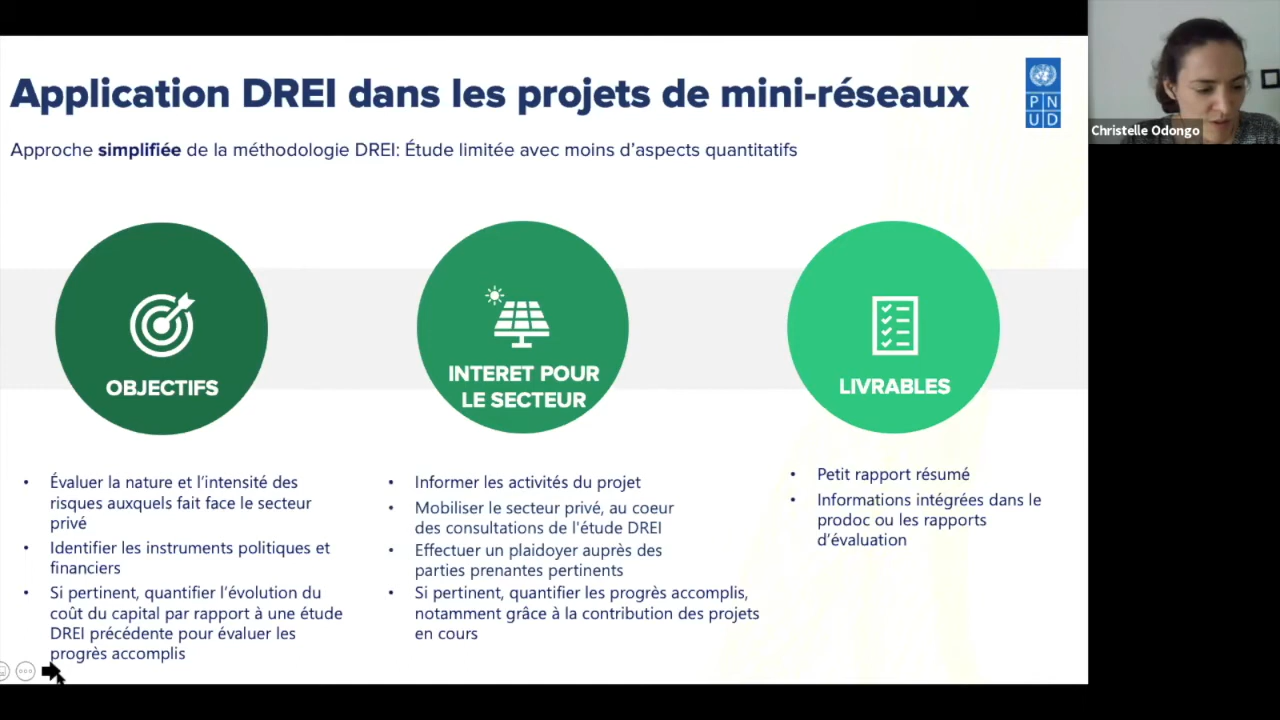 Application DREI dans les projets de mini-réseaux
Approche simplifiée de la méthodologie DREI: Étude limitée avec moins d'aspects quantitatifs
P N
U D
Christelle Odongo
OBJECTIFS
INTERET POUR
LE SECTEUR
LIVRABLES
• Évaluer la nature et l'intensité des
risques auxquels fait face le secteur
privé
• Identifier les instruments politiques et
financiers
• Si pertinent, quantifier l'évolution du
coût du capital par rapport à une étude
DREI précédente pour évaluer les
progrès accomplis
• Informer les activités du projet
• Mobiliser le secteur privé, au coeur
des consultations de l'étude DREI
• Effectuer un plaidoyer auprès des
parties prenantes pertinents
• Si pertinent, quantifier les progrès accomplis,
notamment grâce à la contribution des projets
en cours
• Petit rapport résumé
• Informations intégrées dans le
prodoc ou les rapports
d'évaluation